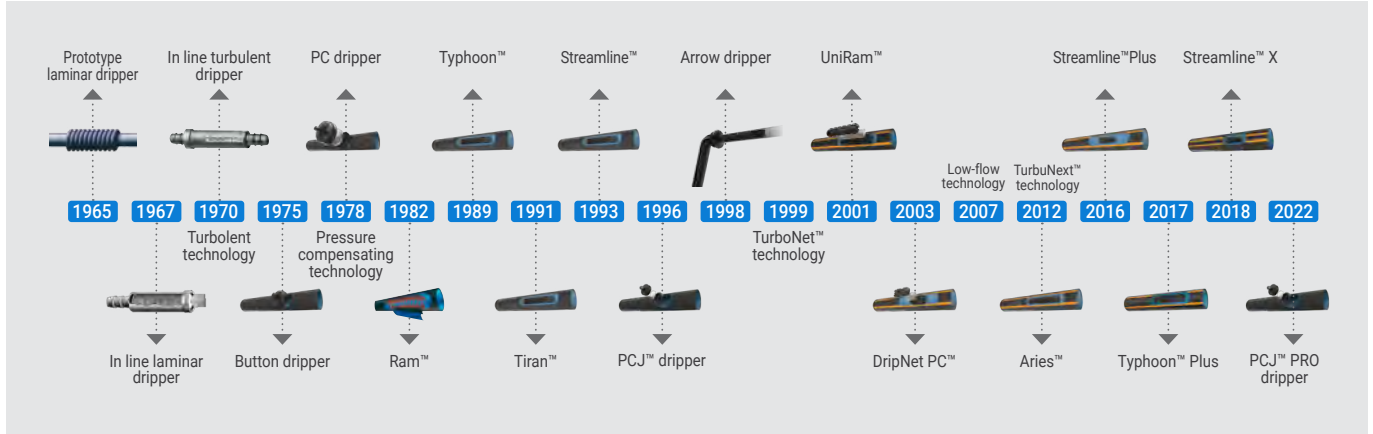 Prototype
laminar dripper
In line turbulent
dripper
PC dripper
Typhoon™
Streamline™
Arrow dripper
UniRam™
Streamline™Plus
Streamline™ X
Low-flow
technology
TurbuNext™
technology
1965
1967
1970
1975
1978
1982
1989
1991
1993
1996
1998
1999
2001
2003
2007
2012
2016
2017
2018
2022
Turbolent
technology
Pressure
compensating
technology
TurboNet™
technology
In line laminar
dripper
Button dripper
Ram™
Tiran™
PCJ™ dripper
DripNet PC™
Aries™
Typhoon™ Plus
PCJ™ PRO
dripper